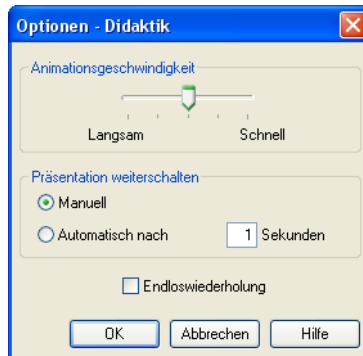 Optionen - Didaktik
Animationsgeschwindigkeit
Langsam Schnell
Präsentation weiterschalten
Manuell
Automatisch nach 1 Sekunden
Endloswiederholung
OK Abbrechen Hilfe